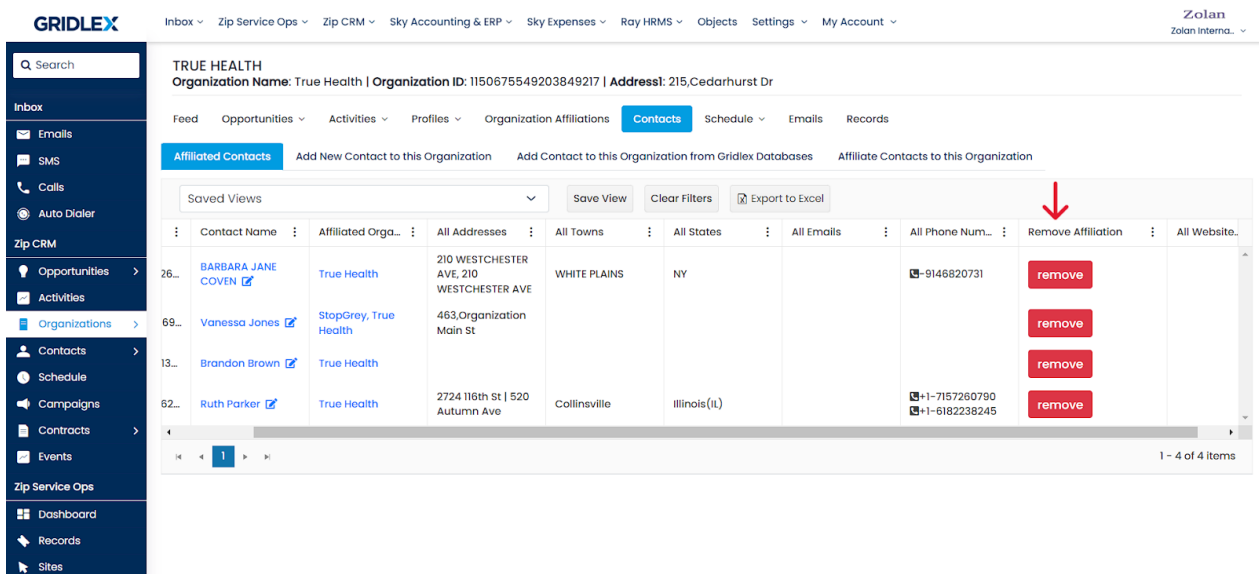 GRIDLEX
Inbox Zip Service Ops Zip CRM Sky Accounting & ERP Sky Expenses Ray HRMS Objects Settings My Account
Zolan
Zolan Interna..
Search
Inbox
Emails
SMS
Calls
Auto Dialer
Zip CRM
Opportunities
Activities
Organizations
Contacts
Schedule
Campaigns
Contracts
Events
Zip Service Ops
Dashboard
Records
Sites
TRUE HEALTH
Organization Name: True Health | Organization ID: 1150675549203849217 | Address1: 215,Cedarhurst Dr
Feed Opportunities Activities Profiles Organization Affiliations Contacts Schedule Emails Records
Affiliated Contacts Add New Contact to this Organization Add Contact to this Organization from Gridlex Databases Affiliate Contacts to this Organization
Saved Views Save View Clear Filters Export to Excel
Contact Name Affiliated Orga... All Addresses All Towns All States All Emails All Phone Num... Remove Affiliation All Website..
26... BARBARA JANE COVEN True Health 210 WESTCHESTER AVE, 210 WESTCHESTER AVE WHITE PLAINS NY -9146820731 remove
69... Vanessa Jones StopGrey, True Health 463,Organization Main St remove
13... Brandon Brown True Health remove
62... Ruth Parker True Health 2724 116th St | 520 Autumn Ave Collinsville Illinois(IL) +1-7157260790 +1-6182238245 remove
1
1 - 4 of 4 items